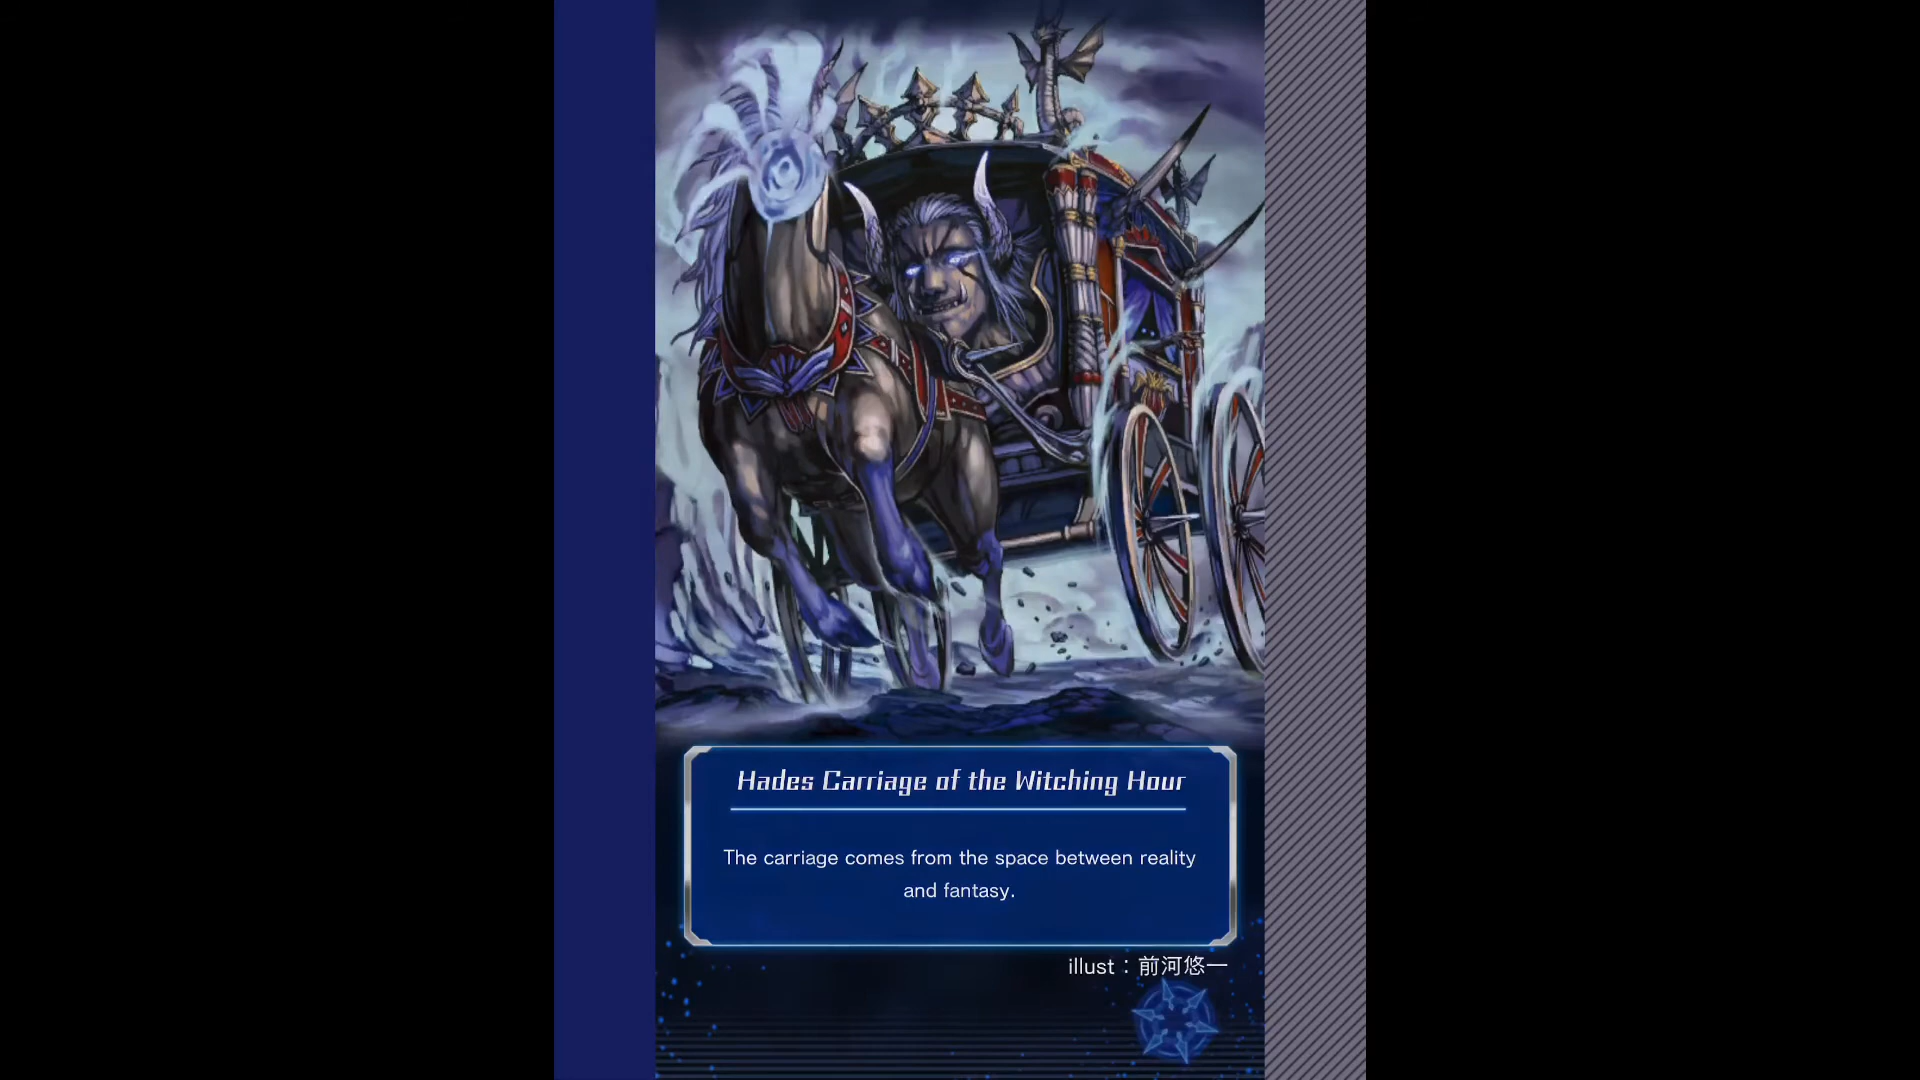 Hades Carriage of the Witching Hour
The carriage comes from the space between reality
and fantasy.
illust：前河悠一